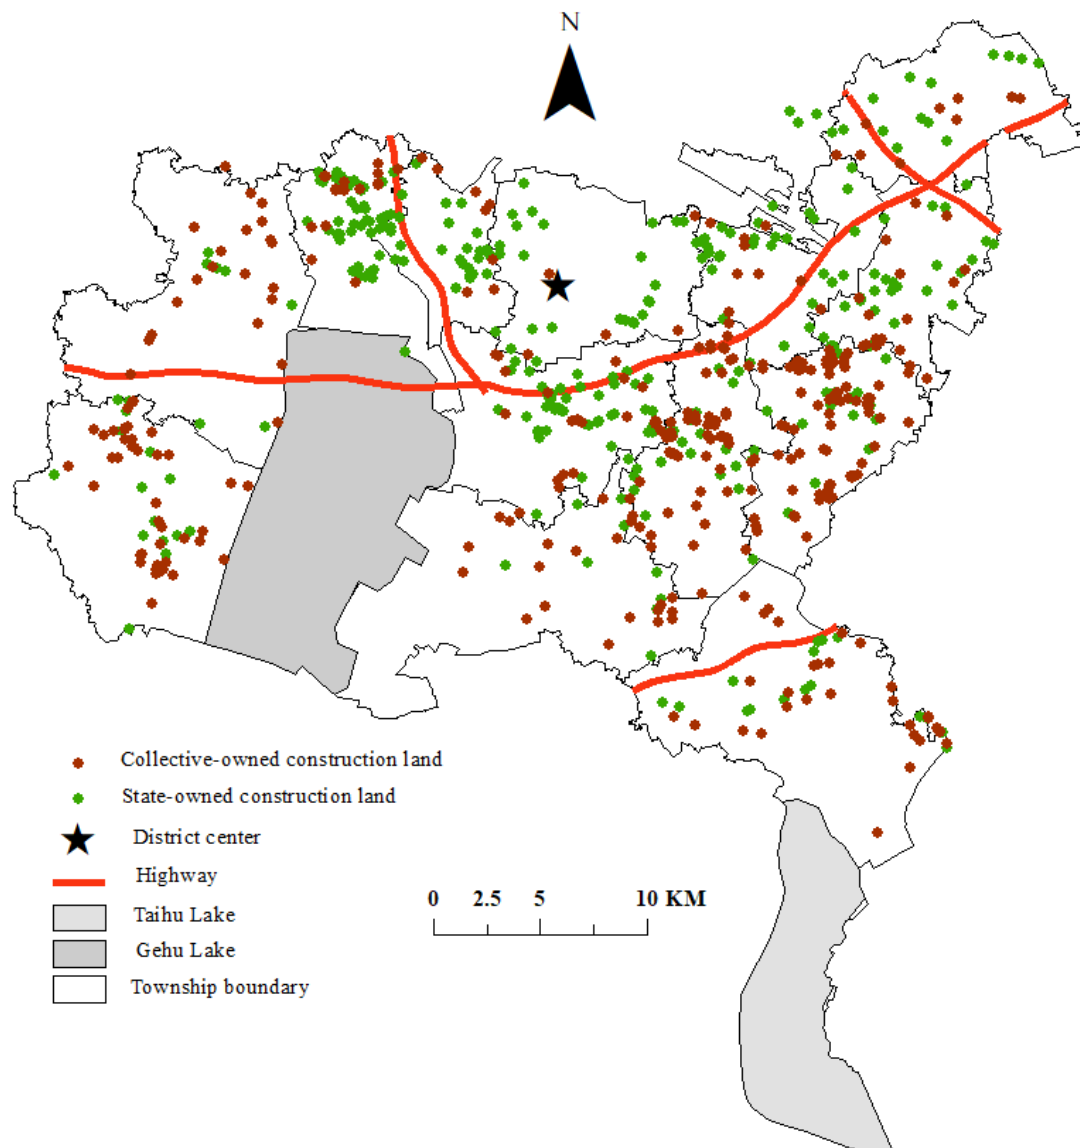 N
Collective-owned construction land
State-owned construction land
District center
Highway
Taihu Lake
Gehu Lake
Township boundary
0 2.5 5 10 KM